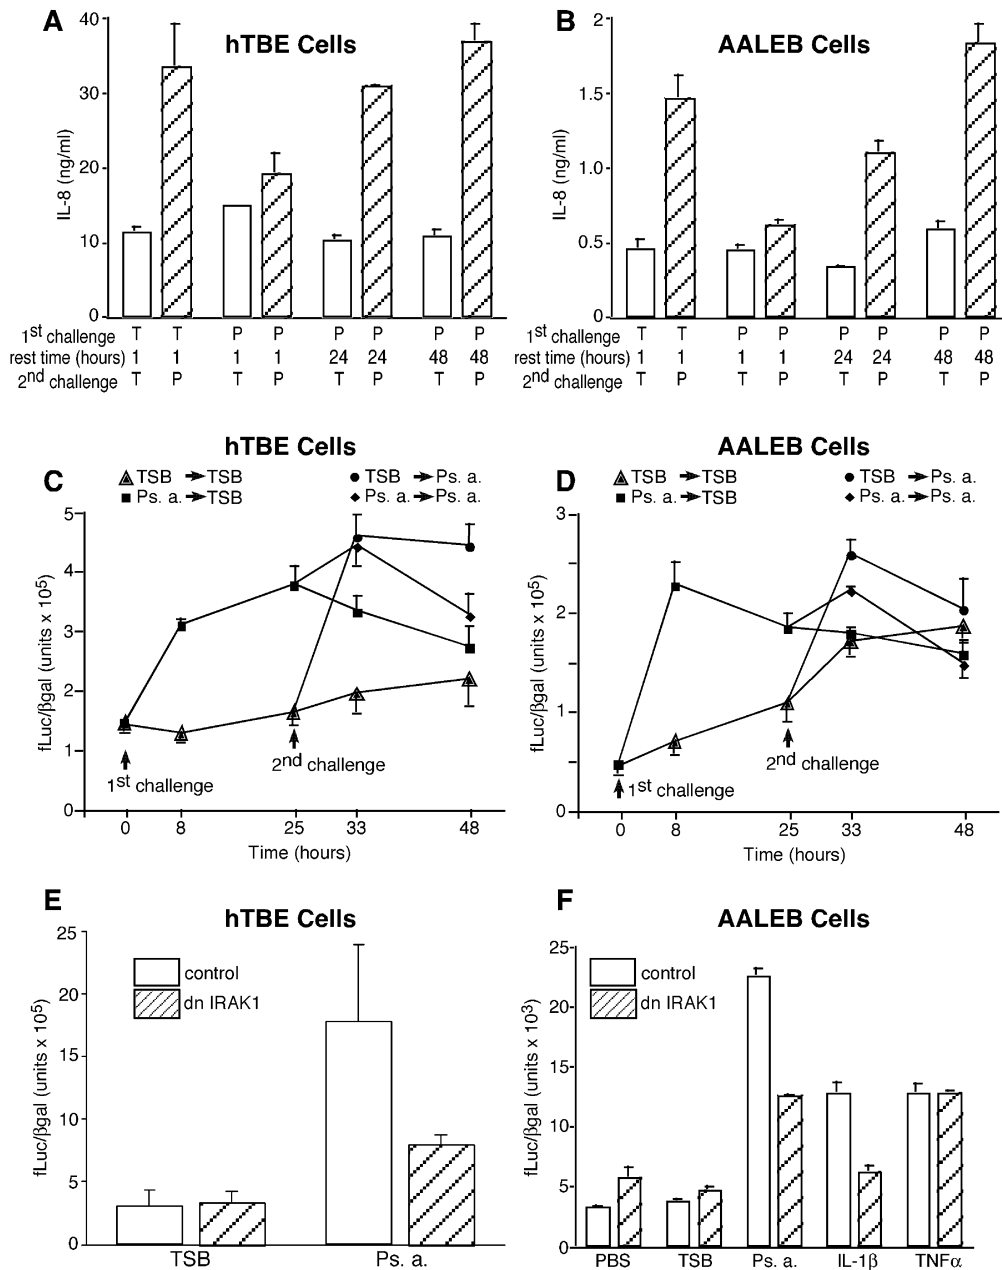 A
hTBE Cells
40
30
20
10
0
IL-8 (ng/ml)
1st challenge T T P P P P P P
rest time (hours) 1 1 1 1 24 24 48 48
2nd challenge T P T P T P T P
B
AALEB Cells
2
1.5
1.0
0.5
0
IL-8 (ng/ml)
1st challenge T T P P P P P P
rest time (hours) 1 1 1 1 24 24 48 48
2nd challenge T P T P T P T P
C
hTBE Cells
TSB → TSB
TSB → Ps. a.
Ps. a. → TSB
Ps. a. → Ps. a.
5
4
3
2
1
0
fLuc/βgal (units x 10⁵)
1st challenge
2nd challenge
0 8 25 33 48
Time (hours)
D
AALEB Cells
TSB → TSB
TSB → Ps. a.
Ps. a. → TSB
Ps. a. → Ps. a.
3
2
1
0
fLuc/βgal (units x 10⁵)
1st challenge
2nd challenge
0 8 25 33 48
Time (hours)
E
hTBE Cells
control
dn IRAK1
25
20
15
10
5
0
fLuc/βgal (units x 10⁵)
TSB Ps. a.
F
AALEB Cells
control
dn IRAK1
25
20
15
10
5
0
fLuc/βgal (units x 10³)
PBS TSB Ps. a. IL-1β TNFα